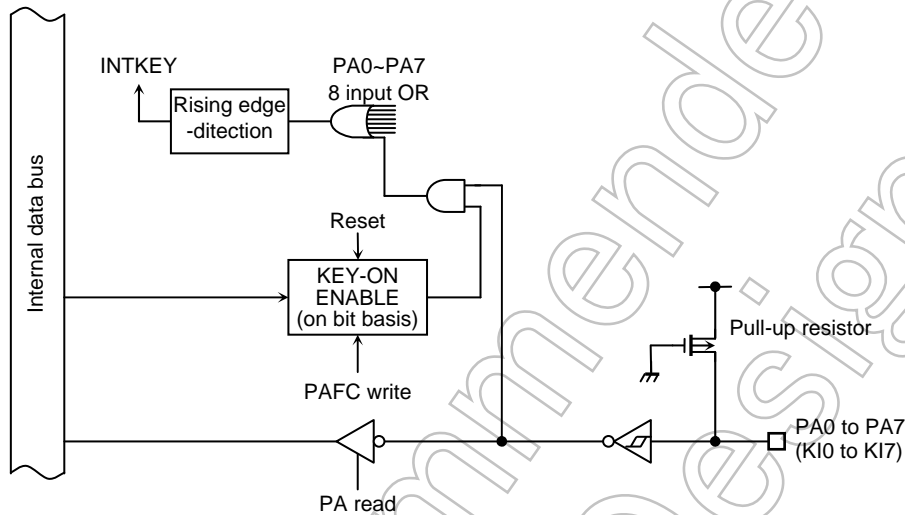 INTKEY
PA0~PA7
8 input OR
Rising edge
-ditection
Internal data bus
Reset
KEY-ON
ENABLE
(on bit basis)
PAFC write
Pull-up resistor
PA0 to PA7
(KI0 to KI7)
PA read